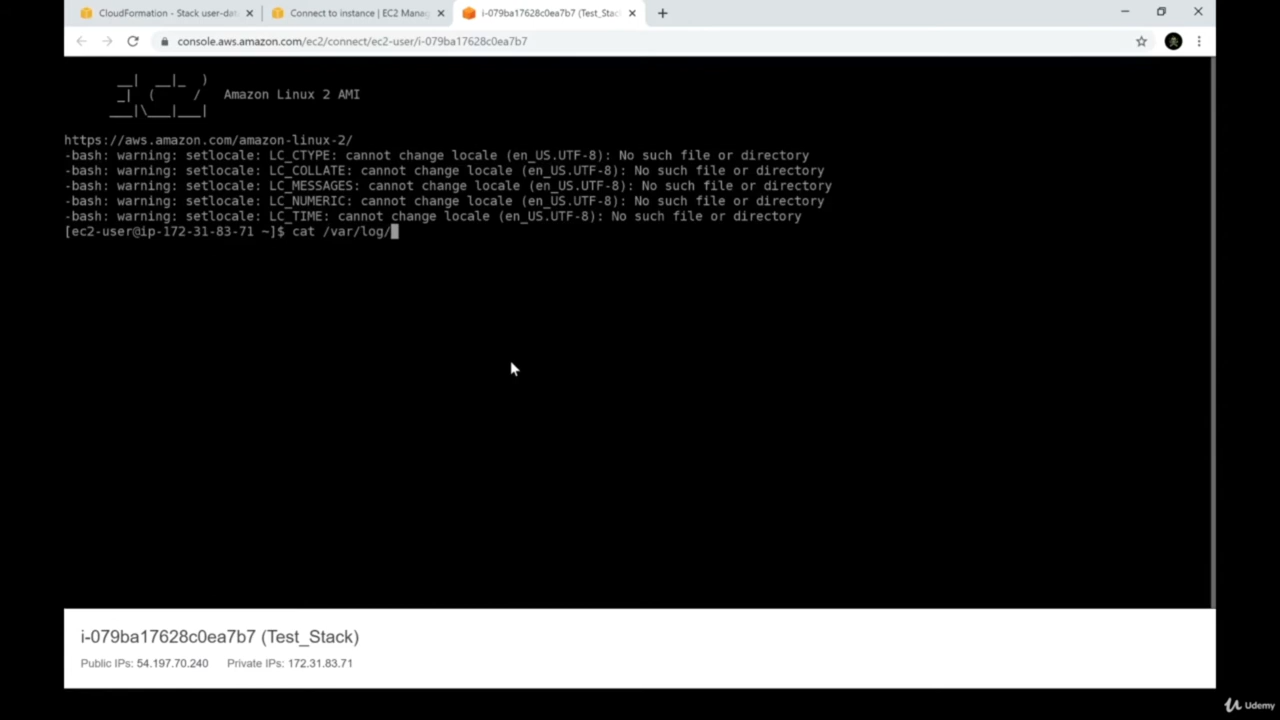 CloudFormation - Stack user-dat
Connect to instance | EC2 Manag
i-079ba17628c0ea7b7 (Test_Stac
console.aws.amazon.com/ec2/connect/ec2-user/i-079ba17628c0ea7b7
__| __|_ )
_| ( / Amazon Linux 2 AMI
___|\___|___|
https://aws.amazon.com/amazon-linux-2/
-bash: warning: setlocale: LC_CTYPE: cannot change locale (en_US.UTF-8): No such file or directory
-bash: warning: setlocale: LC_COLLATE: cannot change locale (en_US.UTF-8): No such file or directory
-bash: warning: setlocale: LC_MESSAGES: cannot change locale (en_US.UTF-8): No such file or directory
-bash: warning: setlocale: LC_NUMERIC: cannot change locale (en_US.UTF-8): No such file or directory
-bash: warning: setlocale: LC_TIME: cannot change locale (en_US.UTF-8): No such file or directory
[ec2-user@ip-172-31-83-71 ~]$ cat /var/log/
i-079ba17628c0ea7b7 (Test_Stack)
Public IPs: 54.197.70.240 Private IPs: 172.31.83.71
Udemy